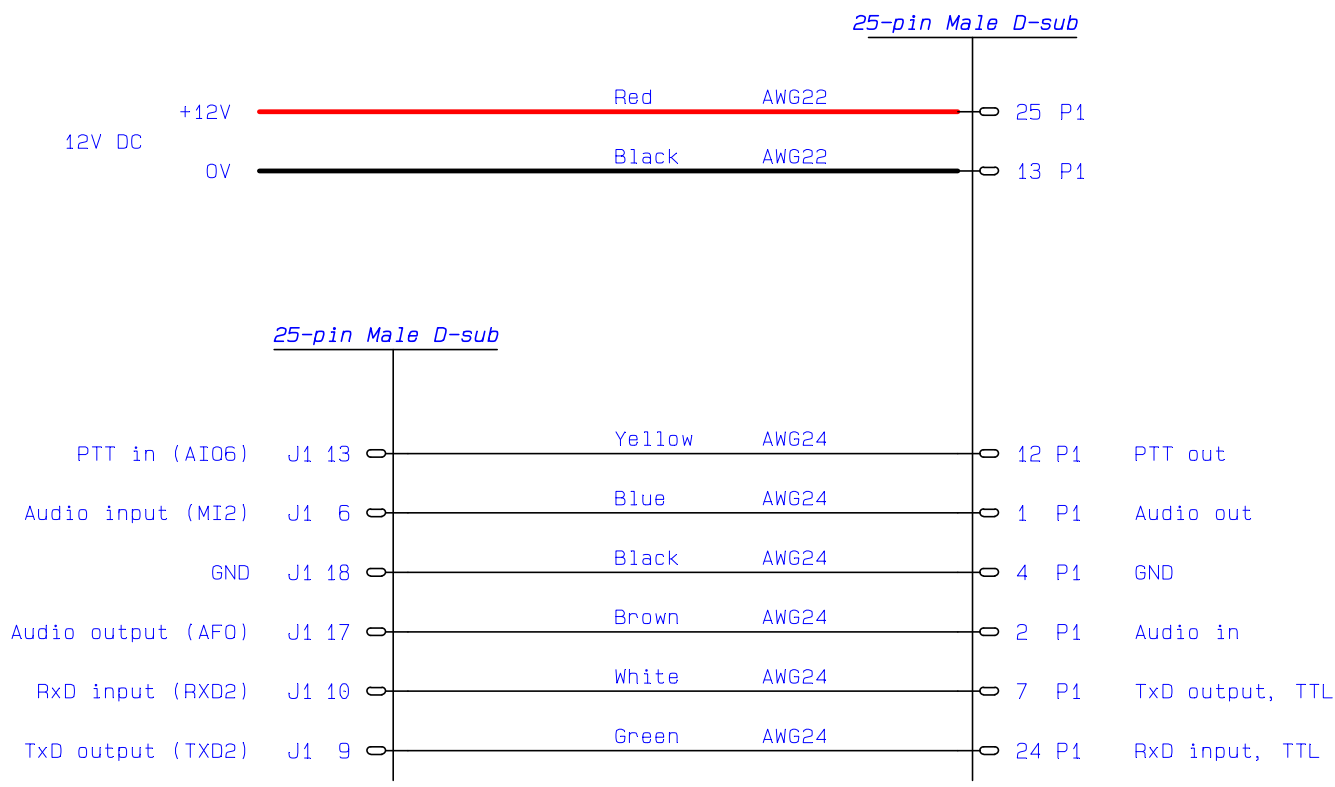 25-pin Male D-sub
Red AWG22
+12V 25 P1
12V DC
Black AWG22
0V 13 P1
25-pin Male D-sub
Yellow AWG24
PTT in (AIO6) J1 13 12 P1 PTT out
Blue AWG24
Audio input (MI2) J1 6 1 P1 Audio out
Black AWG24
GND J1 18 4 P1 GND
Brown AWG24
Audio output (AFO) J1 17 2 P1 Audio in
White AWG24
RxD input (RXD2) J1 10 7 P1 TxD output, TTL
Green AWG24
TxD output (TXD2) J1 9 24 P1 RxD input, TTL